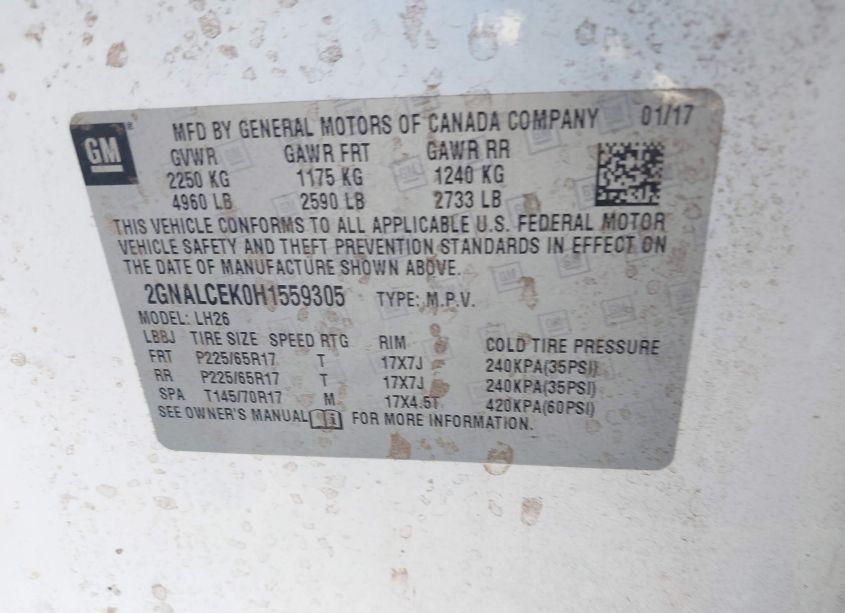 GM
MFD BY GENERAL MOTORS OF CANADA COMPANY 01/17
GVWR GAWR FRT GAWR RR
2250 KG 1175 KG 1240 KG
4960 LB 2590 LB 2733 LB
THIS VEHICLE CONFORMS TO ALL APPLICABLE U.S. FEDERAL MOTOR
VEHICLE SAFETY AND THEFT PREVENTION STANDARDS IN EFFECT ON
THE DATE OF MANUFACTURE SHOWN ABOVE.
2GNALCEK0H1559305 TYPE: M.P.V.
MODEL: LH26
LBBJ TIRE SIZE SPEED RTG RIM COLD TIRE PRESSURE
FRT P225/65R17 T 17X7J 240KPA(35PSI)
RR P225/65R17 T 17X7J 240KPA(35PSI)
SPA T145/70R17 M 17X4.5T 420KPA(60PSI)
SEE OWNER'S MANUAL FOR MORE INFORMATION.